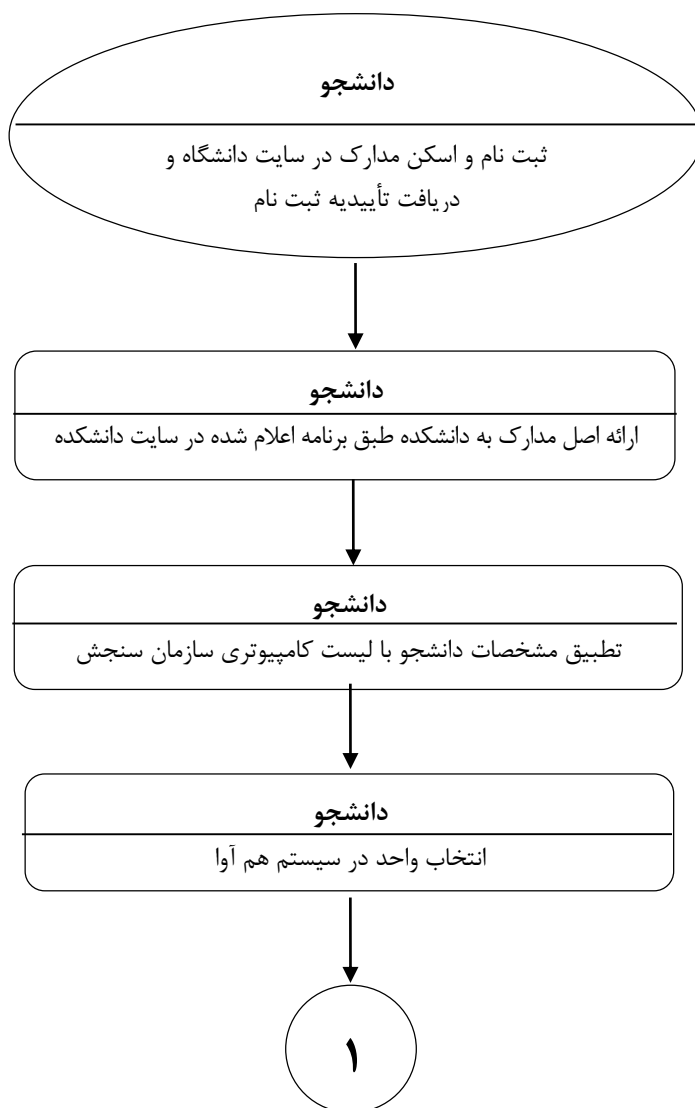 دانشجو
ثبت نام و اسکن مدارک در سایت دانشگاه و
دریافت تأییدیه ثبت نام
دانشجو
ارائه اصل مدارک به دانشکده طبق برنامه اعلام شده در سایت دانشکده
دانشجو
تطبیق مشخصات دانشجو با لیست کامپیوتری سازمان سنجش
دانشجو
انتخاب واحد در سیستم هم آوا
۱